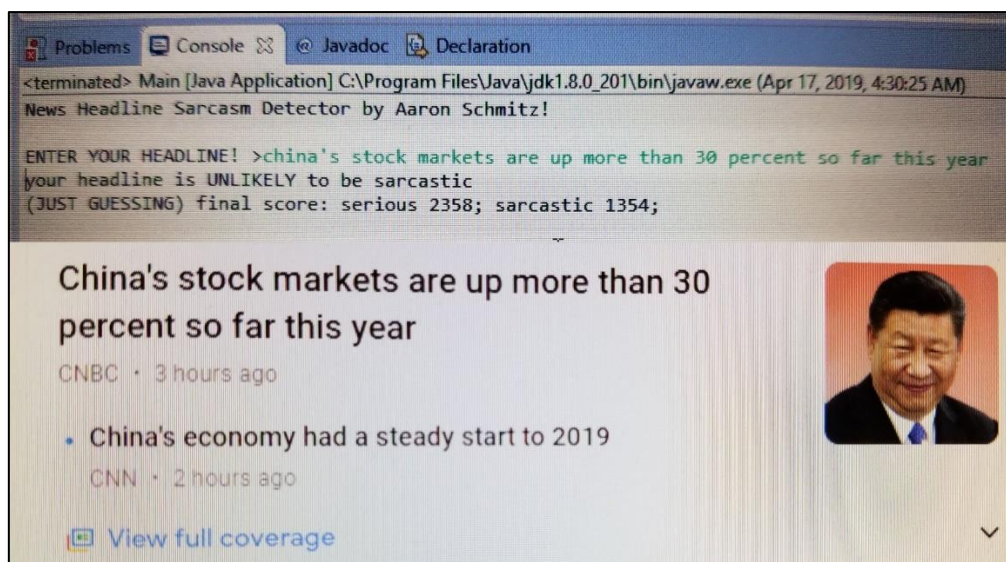 Problems Console Javadoc Declaration
<terminated> Main [Java Application] C:\Program Files\Java\jdk1.8.0_201\bin\javaw.exe (Apr 17, 2019, 4:30:25 AM)
News Headline Sarcasm Detector by Aaron Schmitz!
ENTER YOUR HEADLINE! >china's stock markets are up more than 30 percent so far this year
your headline is UNLIKELY to be sarcastic
(JUST GUESSING) final score: serious 2358; sarcastic 1354;
China's stock markets are up more than 30
percent so far this year
CNBC · 3 hours ago
• China's economy had a steady start to 2019
CNN · 2 hours ago
View full coverage